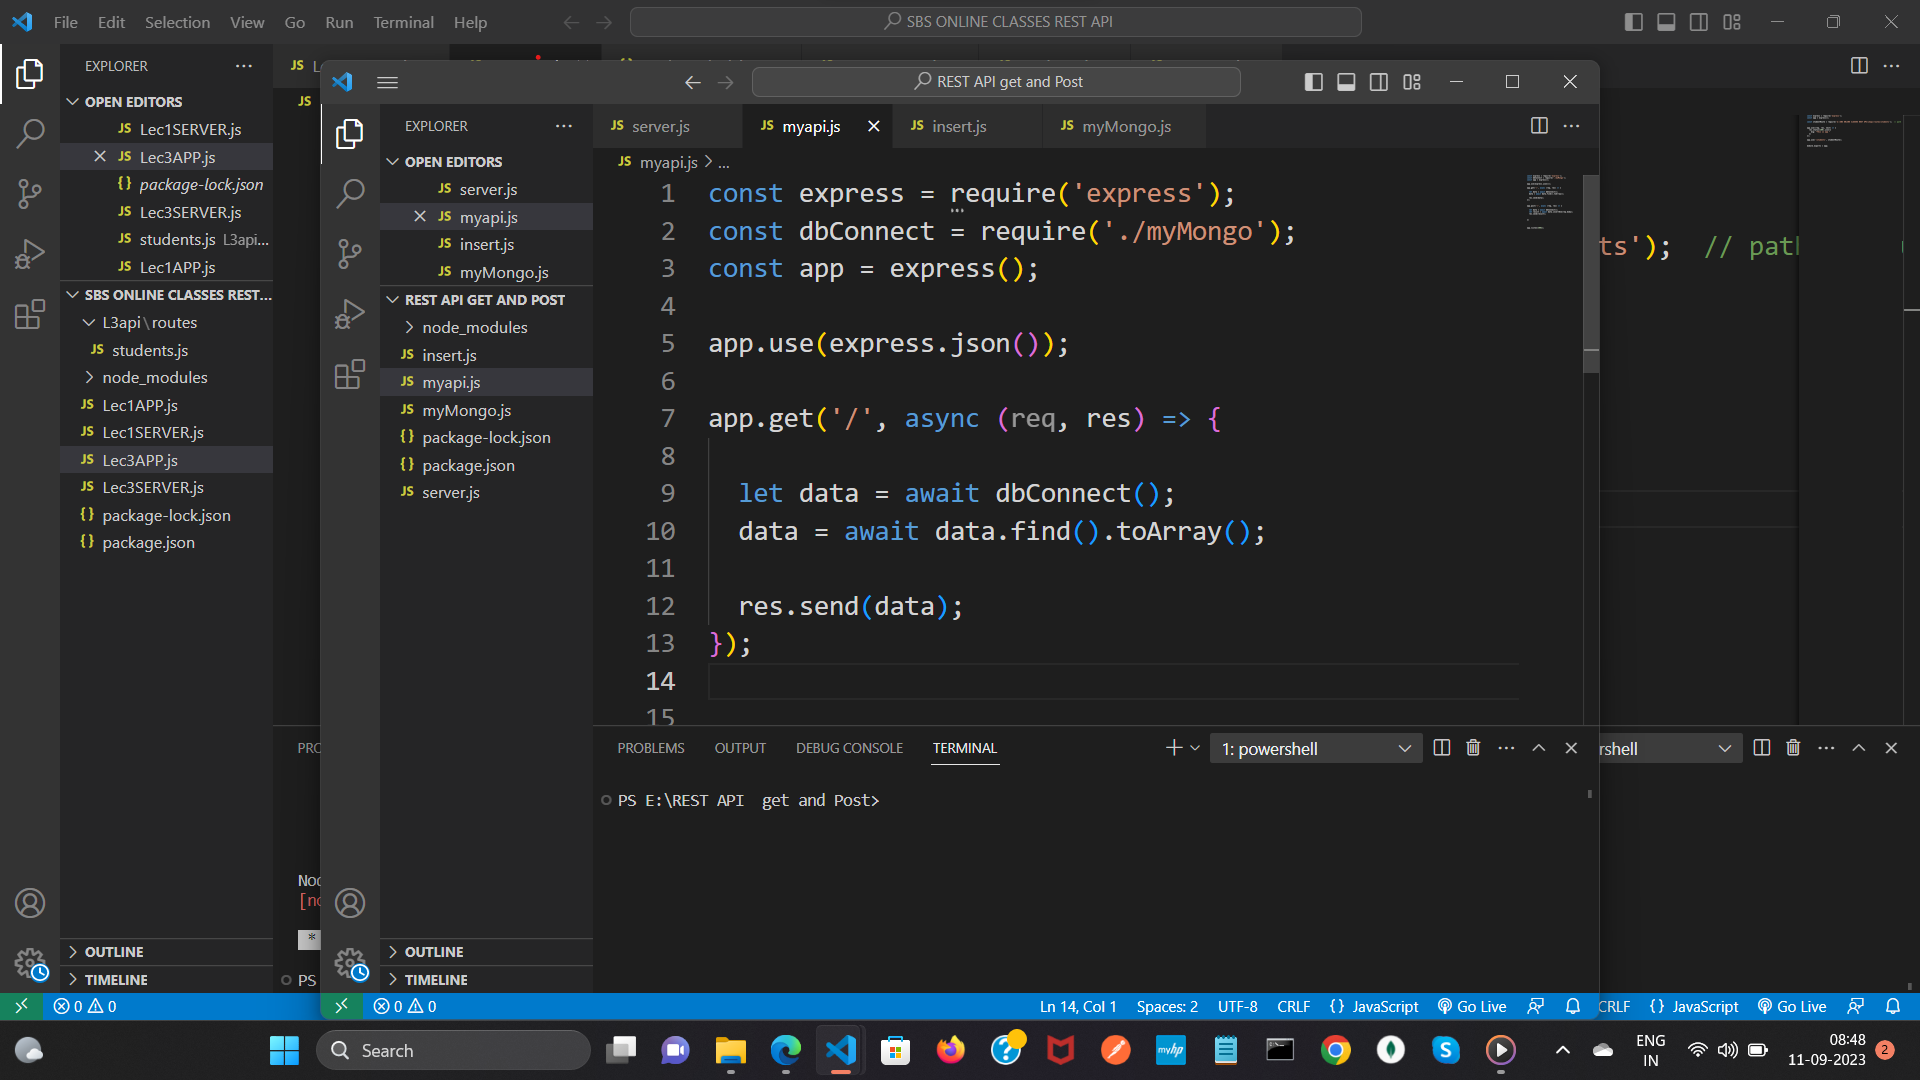 File Edit Selection View Go Run Terminal Help
SBS ONLINE CLASSES REST API
EXPLORER
OPEN EDITORS
JS Lec1SERVER.js
JS Lec3APP.js
{} package-lock.json
JS Lec3SERVER.js
JS students.js L3api...
JS Lec1APP.js
SBS ONLINE CLASSES REST...
L3api\routes
JS students.js
node_modules
JS Lec1APP.js
JS Lec1SERVER.js
JS Lec3APP.js
JS Lec3SERVER.js
{} package-lock.json
{} package.json
OUTLINE
TIMELINE
JS
JS
REST API get and Post
EXPLORER
OPEN EDITORS
JS server.js
JS myapi.js
JS insert.js
JS myMongo.js
REST API GET AND POST
node_modules
JS insert.js
JS myapi.js
JS myMongo.js
{} package-lock.json
{} package.json
JS server.js
OUTLINE
TIMELINE
JS server.js JS myapi.js JS insert.js JS myMongo.js
JS myapi.js > ...
1 const express = require('express');
2 const dbConnect = require('./myMongo');
3 const app = express();
4
5 app.use(express.json());
6
7 app.get('/', async (req, res) => {
8
9 let data = await dbConnect();
10 data = await data.find().toArray();
11
12 res.send(data);
13 });
14
15
ts'); // pat
PROBLEMS OUTPUT DEBUG CONSOLE TERMINAL
1: powershell
rshell
PS E:\REST API  get and Post>
PRO
[no
*
PS
0 0
0 0
Ln 14, Col 1 Spaces: 2 UTF-8 CRLF {} JavaScript Go Live
CRLF {} JavaScript Go Live
Search
myhp
ENG
IN
08:48
11-09-2023
2